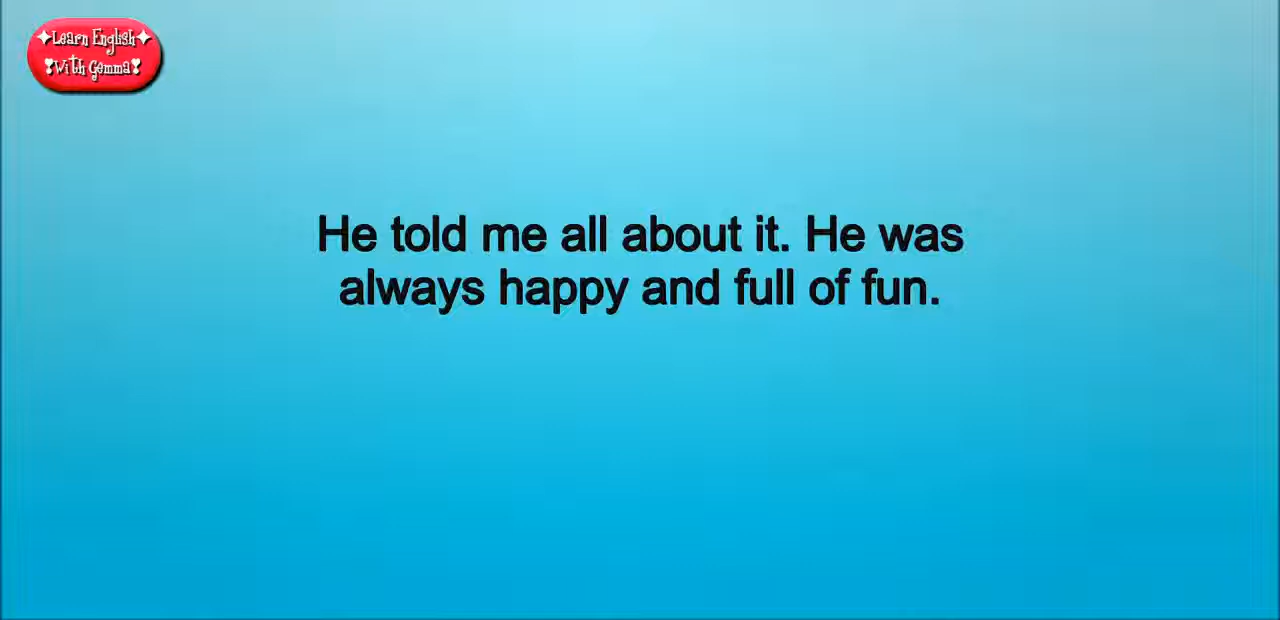 ✦Learn English✦
❣With Gemma❣
He told me all about it. He was
always happy and full of fun.